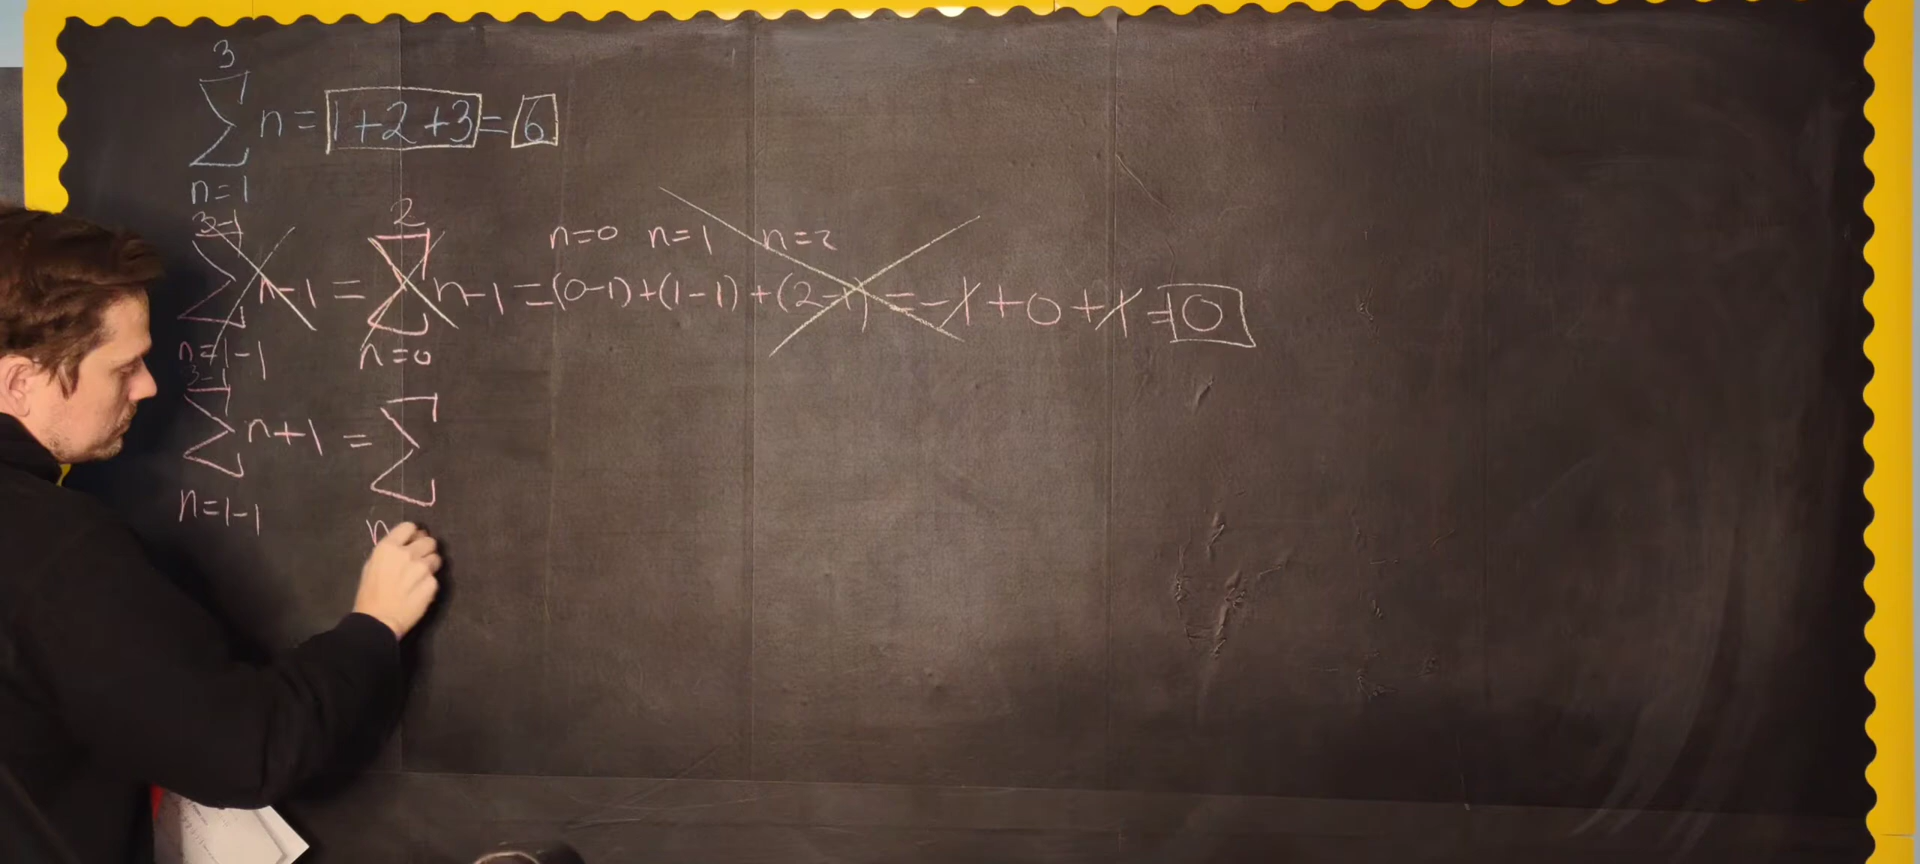 3
∑ n = 1+2+3 = 6
n=1
3-1 2 n=0 n=1 n=2
∑ n-1 = ∑ n-1 = (0-1)+(1-1)+(2-1) = -1+0+1 = 0
n=1-1 n=0
3-1
∑ n+1 = ∑
n=1-1 n